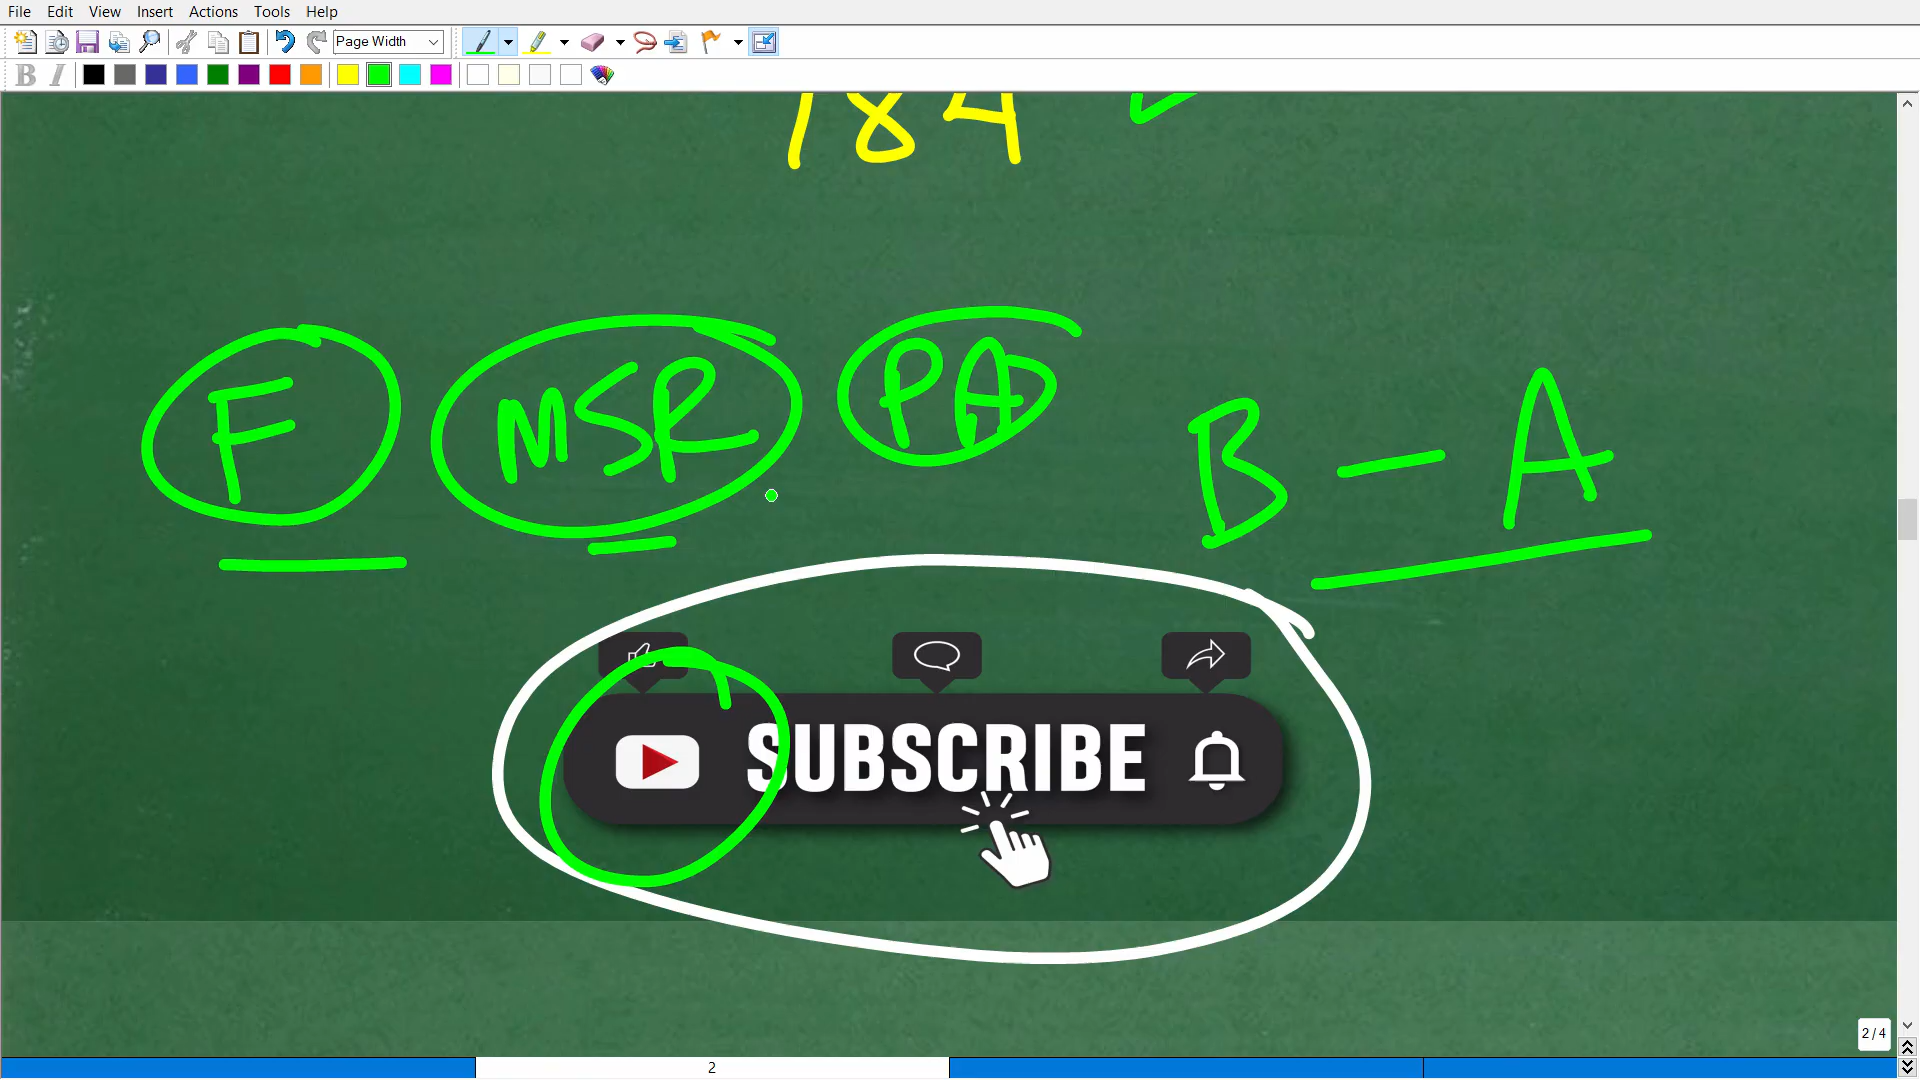 File Edit View Insert Actions Tools Help
Page Width
B I
184
F MSR PA B - A
SUBSCRIBE
2 / 4
2